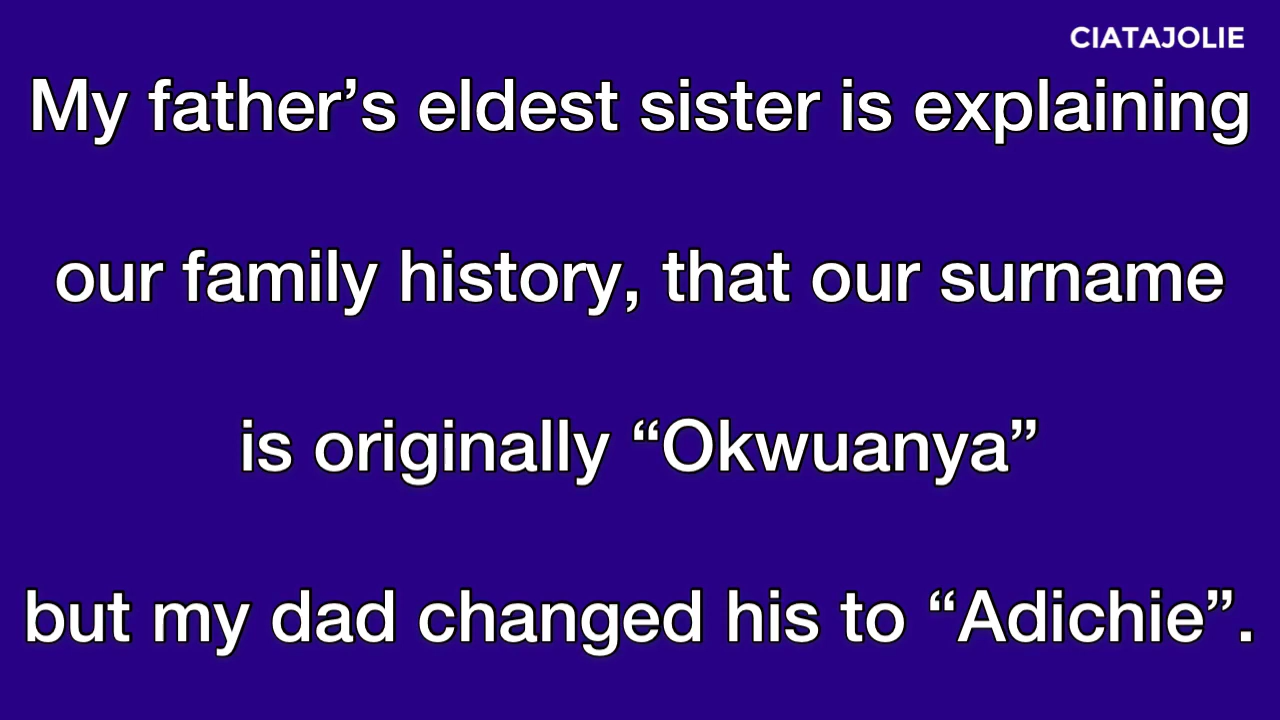 CIATAJOLIE
My father’s eldest sister is explaining
our family history, that our surname
is originally “Okwuanya”
but my dad changed his to “Adichie”.